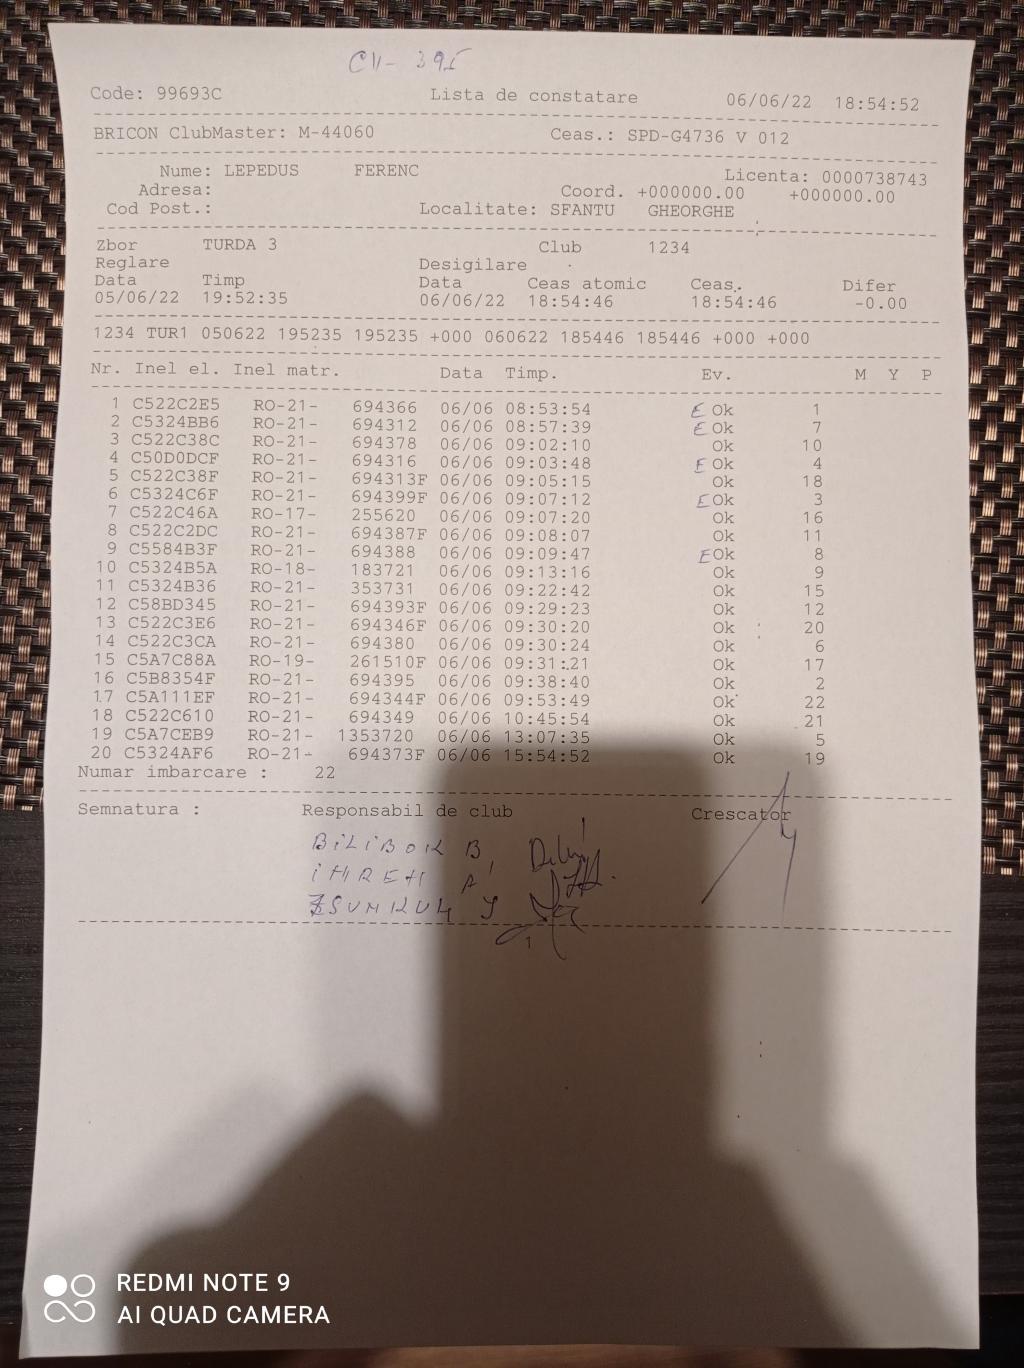 CU- 395
Code: 99693C Lista de constatare 06/06/22 18:54:52
BRICON ClubMaster: M-44060 Ceas.: SPD-G4736 V 012
Nume: LEPEDUS FERENC Licenta: 0000738743
Adresa: Coord. +000000.00 +000000.00
Cod Post.: Localitate: SFANTU GHEORGHE
Zbor TURDA 3 Club 1234
Reglare Desigilare
Data Timp Data Ceas atomic Ceas. Difer
05/06/22 19:52:35 06/06/22 18:54:46 18:54:46 -0.00
1234 TUR1 050622 195235 195235 +000 060622 185446 185446 +000 +000
Nr. Inel el. Inel matr. Data Timp. Ev. M Y P
1 C522C2E5 RO-21- 694366 06/06 08:53:54 E Ok 1
2 C5324BB6 RO-21- 694312 06/06 08:57:39 E Ok 7
3 C522C38C RO-21- 694378 06/06 09:02:10 Ok 10
4 C50D0DCF RO-21- 694316 06/06 09:03:48 E Ok 4
5 C522C38F RO-21- 694313F 06/06 09:05:15 Ok 18
6 C5324C6F RO-21- 694399F 06/06 09:07:12 E Ok 3
7 C522C46A RO-17- 255620 06/06 09:07:20 Ok 16
8 C522C2DC RO-21- 694387F 06/06 09:08:07 Ok 11
9 C5584B3F RO-21- 694388 06/06 09:09:47 E Ok 8
10 C5324B5A RO-18- 183721 06/06 09:13:16 Ok 9
11 C5324B36 RO-21- 353731 06/06 09:22:42 Ok 15
12 C58BD345 RO-21- 694393F 06/06 09:29:23 Ok 12
13 C522C3E6 RO-21- 694346F 06/06 09:30:20 Ok 20
14 C522C3CA RO-21- 694380 06/06 09:30:24 Ok 6
15 C5A7C88A RO-19- 261510F 06/06 09:31:21 Ok 17
16 C5B8354F RO-21- 694395 06/06 09:38:40 Ok 2
17 C5A111EF RO-21- 694344F 06/06 09:53:49 Ok 22
18 C522C610 RO-21- 694349 06/06 10:45:54 Ok 21
19 C5A7CEB9 RO-21- 1353720 06/06 13:07:35 Ok 5
20 C5324AF6 RO-21- 694373F 06/06 15:54:52 Ok 19
Numar imbarcare : 22
Semnatura : Responsabil de club Crescator
BILIBOK B
IMREH A
ZSUNKUL J
1
REDMI NOTE 9
AI QUAD CAMERA